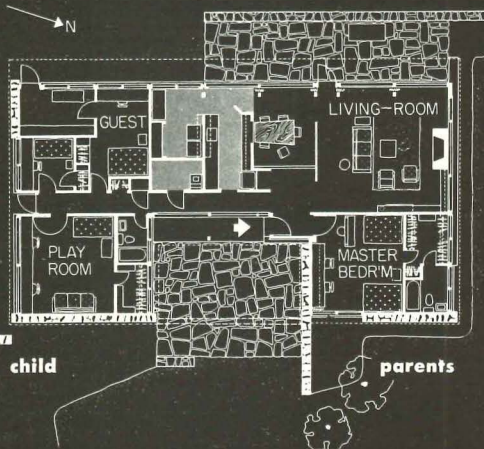 N
GUEST
LIVING-ROOM
PLAY
ROOM
MASTER
BEDR'M
child
parents